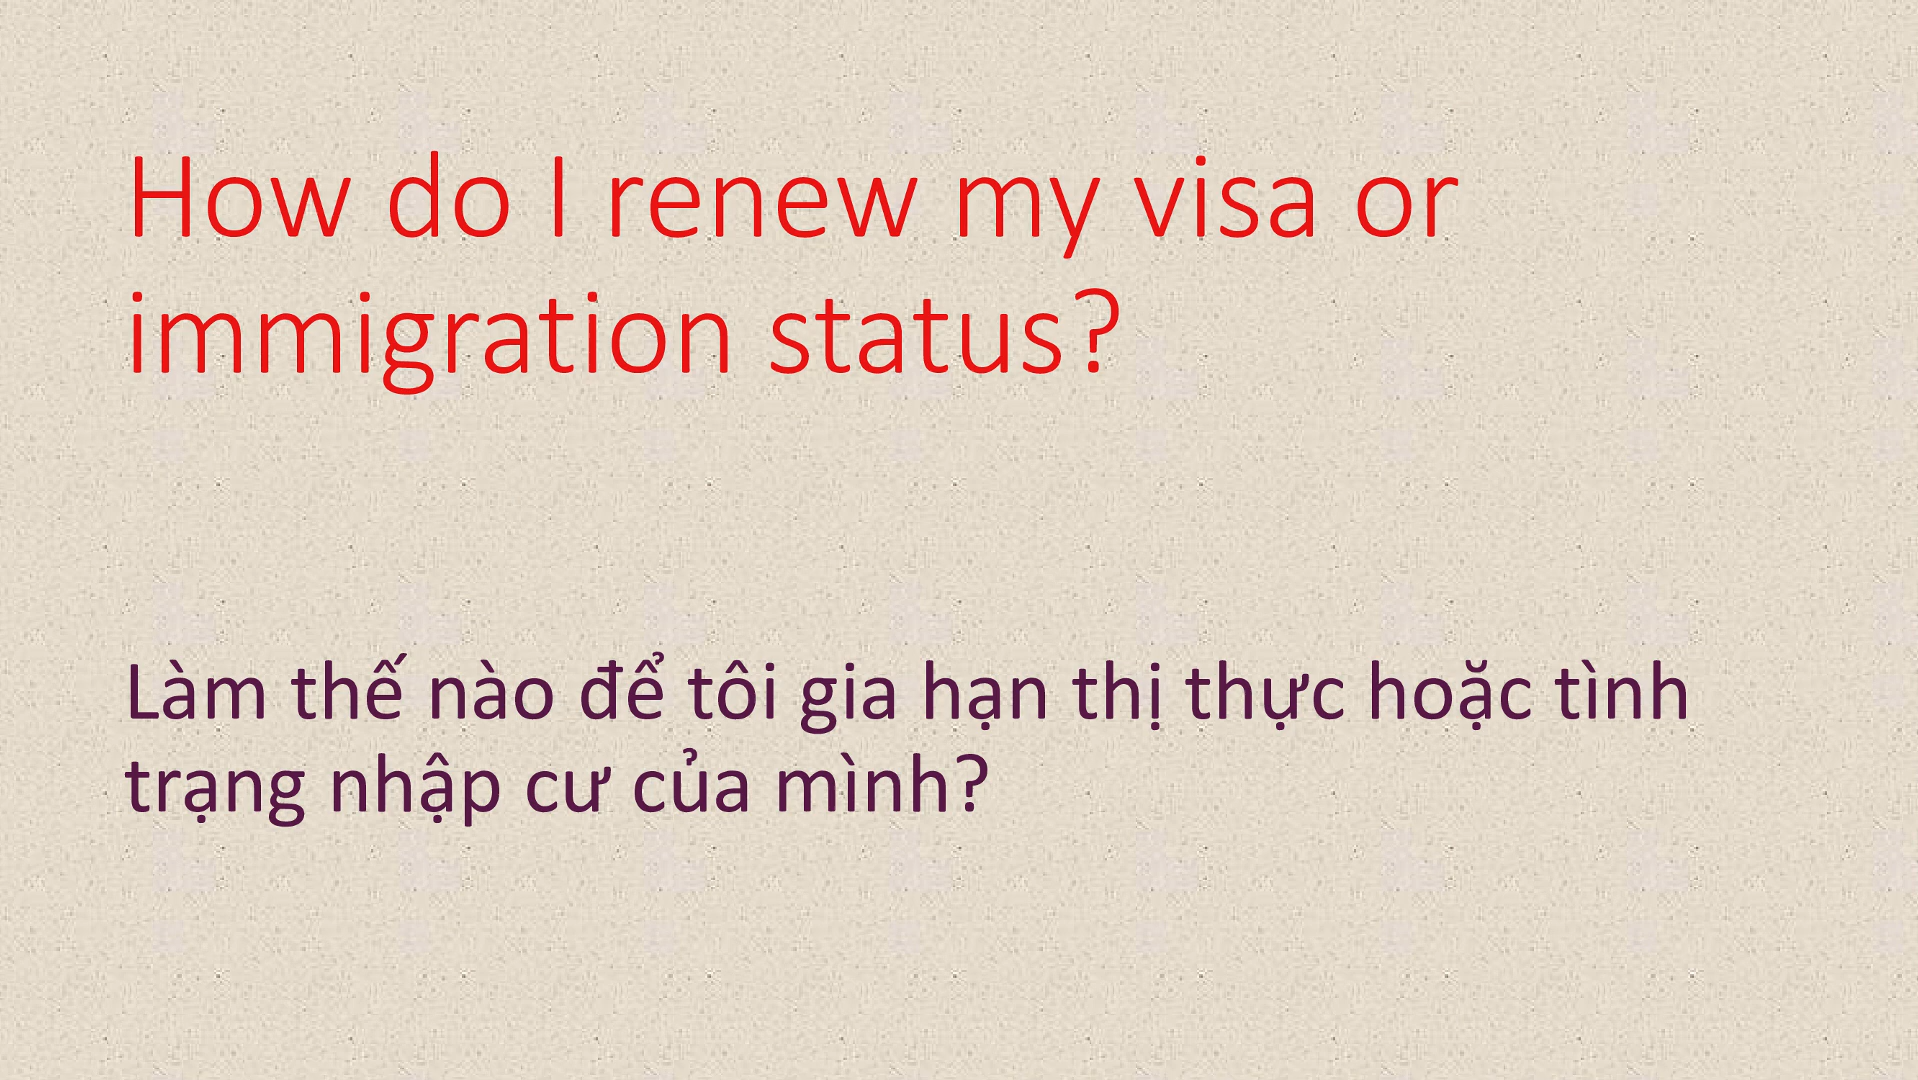 How do I renew my visa or
immigration status?
Làm thế nào để tôi gia hạn thị thực hoặc tình
trạng nhập cư của mình?